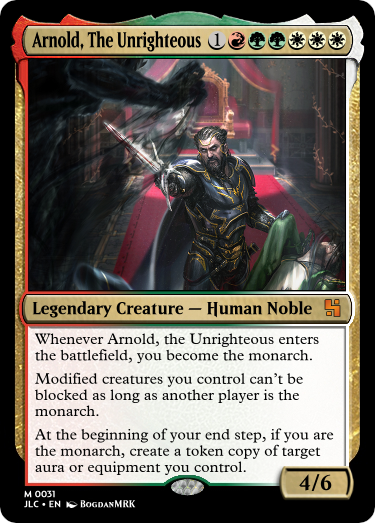 Arnold, The Unrighteous 1
Legendary Creature — Human Noble
Whenever Arnold, the Unrighteous enters
the battlefield, you become the monarch.
Modified creatures you control can't be
blocked as long as another player is the
monarch.
At the beginning of your end step, if you are
the monarch, create a token copy of target
aura or equipment you control.
4/6
M 0031
JLC • EN BogdanMRK